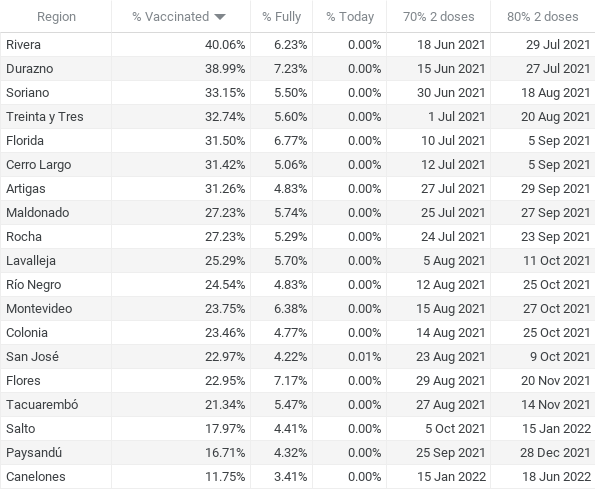 Region % Vaccinated % Fully % Today 70% 2 doses 80% 2 doses
Rivera 40.06% 6.23% 0.00% 18 Jun 2021 29 Jul 2021
Durazno 38.99% 7.23% 0.00% 15 Jun 2021 27 Jul 2021
Soriano 33.15% 5.50% 0.00% 30 Jun 2021 18 Aug 2021
Treinta y Tres 32.74% 5.60% 0.00% 1 Jul 2021 20 Aug 2021
Florida 31.50% 6.77% 0.00% 10 Jul 2021 5 Sep 2021
Cerro Largo 31.42% 5.06% 0.00% 12 Jul 2021 5 Sep 2021
Artigas 31.26% 4.83% 0.00% 27 Jul 2021 29 Sep 2021
Maldonado 27.23% 5.74% 0.00% 25 Jul 2021 27 Sep 2021
Rocha 27.23% 5.29% 0.00% 24 Jul 2021 23 Sep 2021
Lavalleja 25.29% 5.70% 0.00% 5 Aug 2021 11 Oct 2021
Río Negro 24.54% 4.83% 0.00% 12 Aug 2021 25 Oct 2021
Montevideo 23.75% 6.38% 0.00% 15 Aug 2021 27 Oct 2021
Colonia 23.46% 4.77% 0.00% 14 Aug 2021 25 Oct 2021
San José 22.97% 4.22% 0.01% 23 Aug 2021 9 Oct 2021
Flores 22.95% 7.17% 0.00% 29 Aug 2021 20 Nov 2021
Tacuarembó 21.34% 5.47% 0.00% 27 Aug 2021 14 Nov 2021
Salto 17.97% 4.41% 0.00% 5 Oct 2021 15 Jan 2022
Paysandú 16.71% 4.32% 0.00% 25 Sep 2021 28 Dec 2021
Canelones 11.75% 3.41% 0.00% 15 Jan 2022 18 Jun 2022